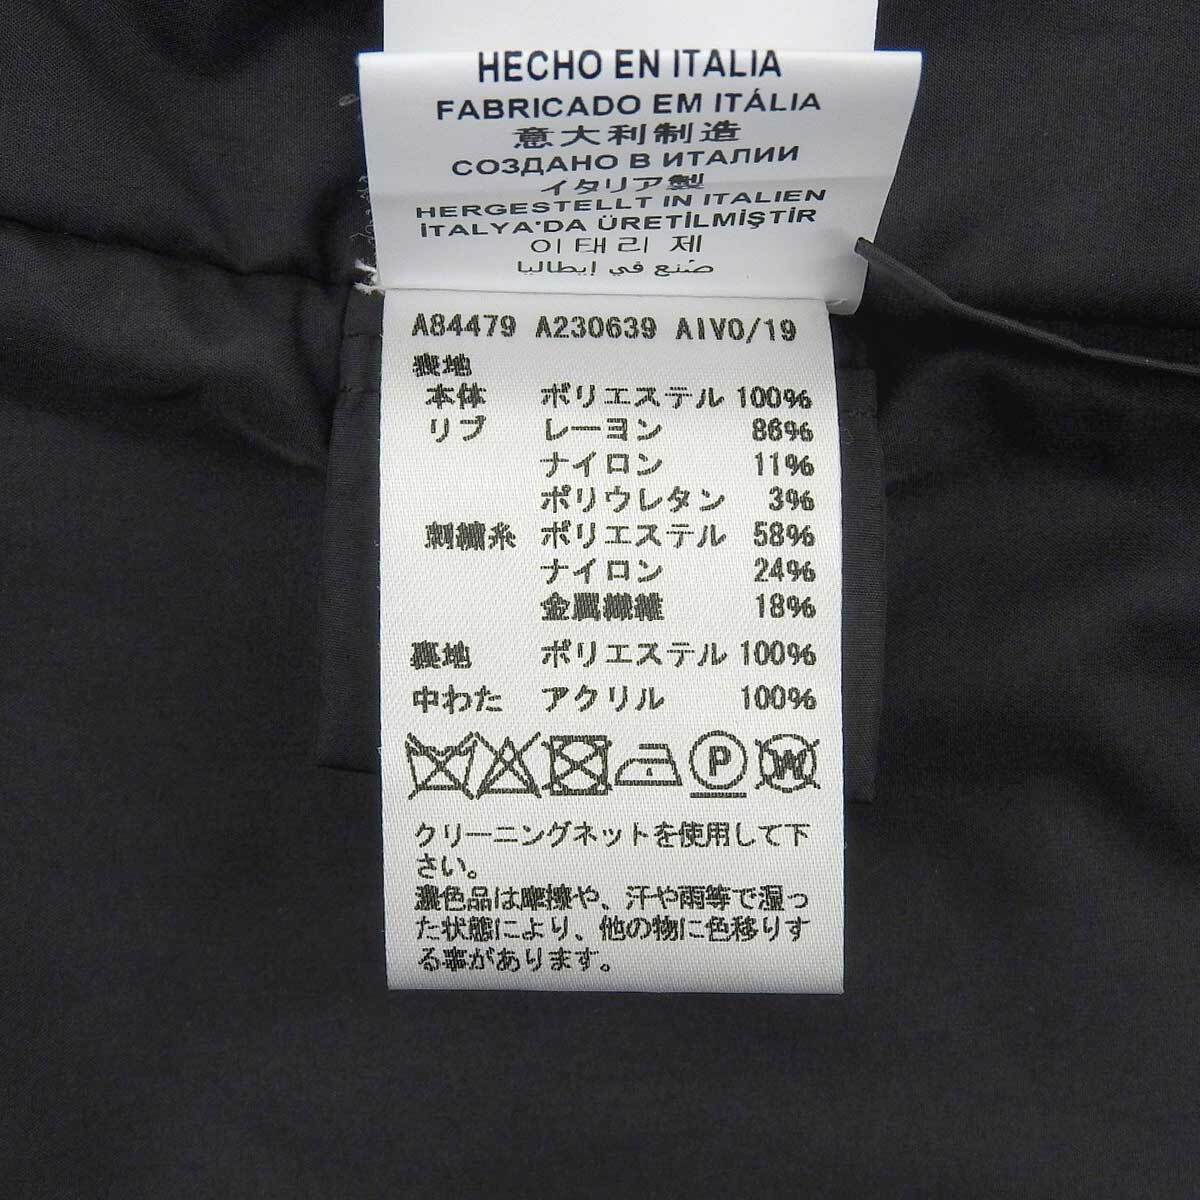 HECHO EN ITALIA
FABRICADO EM ITÁLIA
意大利制造
СОЗДАНО В ИТАЛИИ
イタリア製
HERGESTELLT IN ITALIEN
İTALYA'DA ÜRETİLMİŞTİR
이태리제
صُنع في إيطاليا
A84479 A230639 AIVO/19
表地
本体 ポリエステル 100%
リブ レーヨン 86%
ナイロン 11%
ポリウレタン 3%
刺繍糸 ポリエステル 58%
ナイロン 24%
金属繊維 18%
裏地 ポリエステル 100%
中わた アクリル 100%
P W
クリーニングネットを使用して下
さい。
濃色品は摩擦や、汗や雨等で湿っ
た状態により、他の物に色移りす
る事があります。